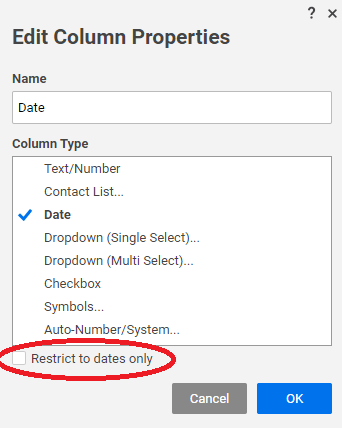 ? ×
Edit Column Properties
Name
Date
Column Type
Text/Number
Contact List...
Date
Dropdown (Single Select)...
Dropdown (Multi Select)...
Checkbox
Symbols...
Auto-Number/System...
Restrict to dates only
Cancel OK